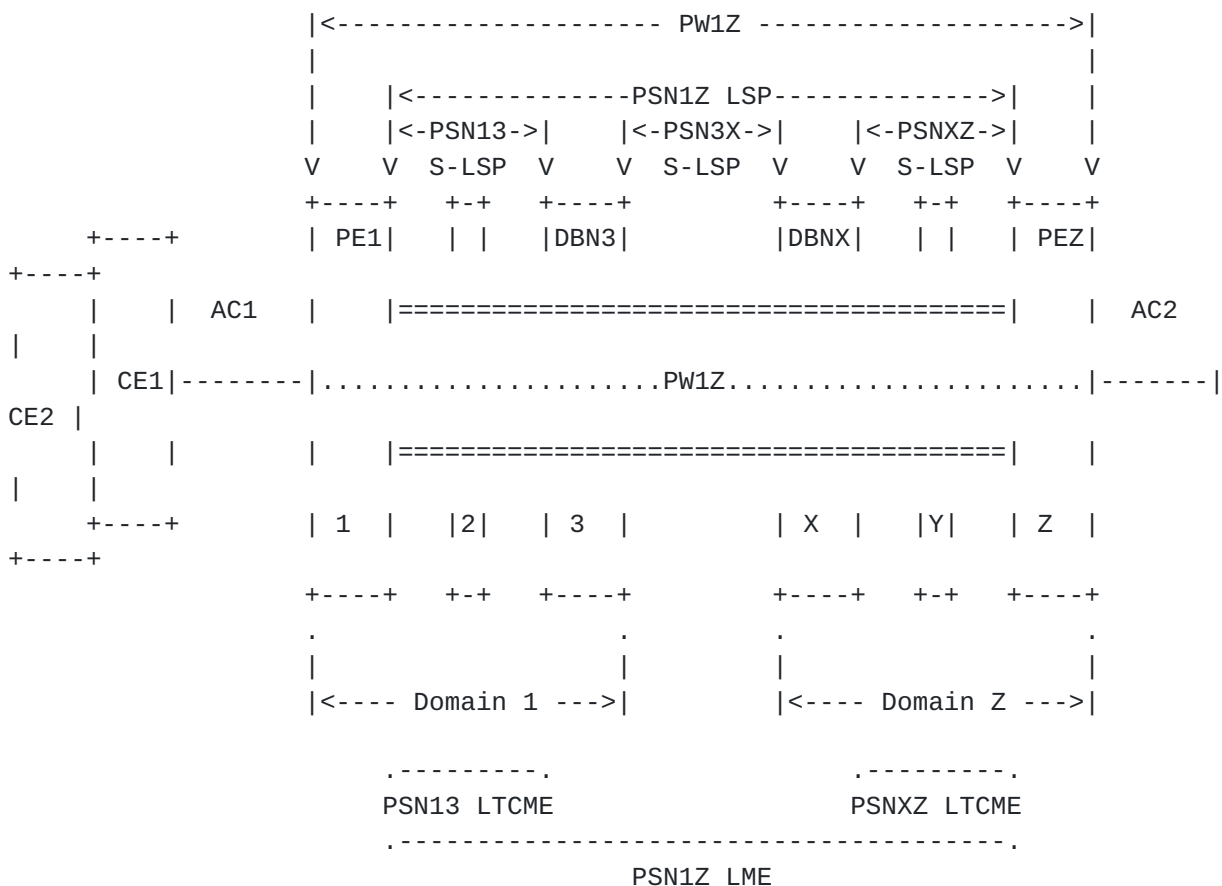 |<--------------------- PW1Z -------------------->|
|                                                 |
|    |<--------------PSN1Z LSP-------------->|    |
|    |<-PSN13->|    |<-PSN3X->|    |<-PSNXZ->|    |
V    V  S-LSP  V    V  S-LSP  V    V  S-LSP  V    V
+----+   +-+   +----+         +----+   +-+   +----+
+----+        | PE1|   | |   |DBN3|         |DBNX|   | |   | PEZ|
+----+
|    |  AC1   |    |=======================================|    |  AC2
|    |
| CE1|--------|......................PW1Z.......................|-------|
CE2 |
|    |        |    |=======================================|    |
|    |
+----+        | 1  |   |2|   | 3  |         | X  |   |Y|   | Z  |
+----+
+----+   +-+   +----+         +----+   +-+   +----+
.                   .         .                   .
|                   |         |                   |
|<---- Domain 1 --->|         |<---- Domain Z --->|
.---------.                   .---------.
PSN13 LTCME                   PSNXZ LTCME
.---------------------------------------.
PSN1Z LME